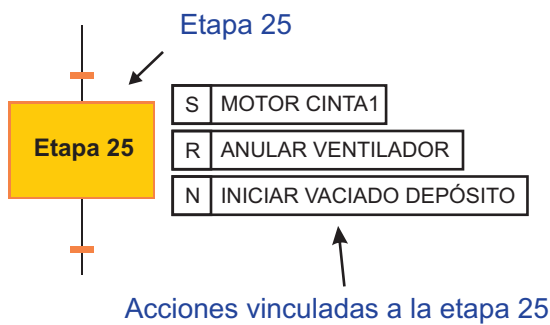 Etapa 25
Etapa 25
S MOTOR CINTA1
R ANULAR VENTILADOR
N INICIAR VACIADO DEPÓSITO
Acciones vinculadas a la etapa 25